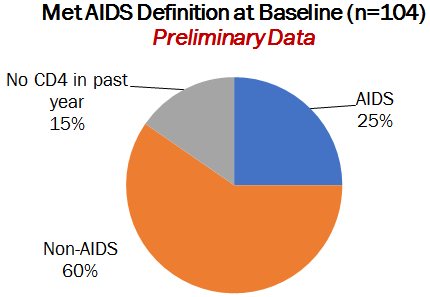 Met AIDS Definition at Baseline (n=104)
Preliminary Data
No CD4 in past
year
15%
AIDS
25%
Non-AIDS
60%